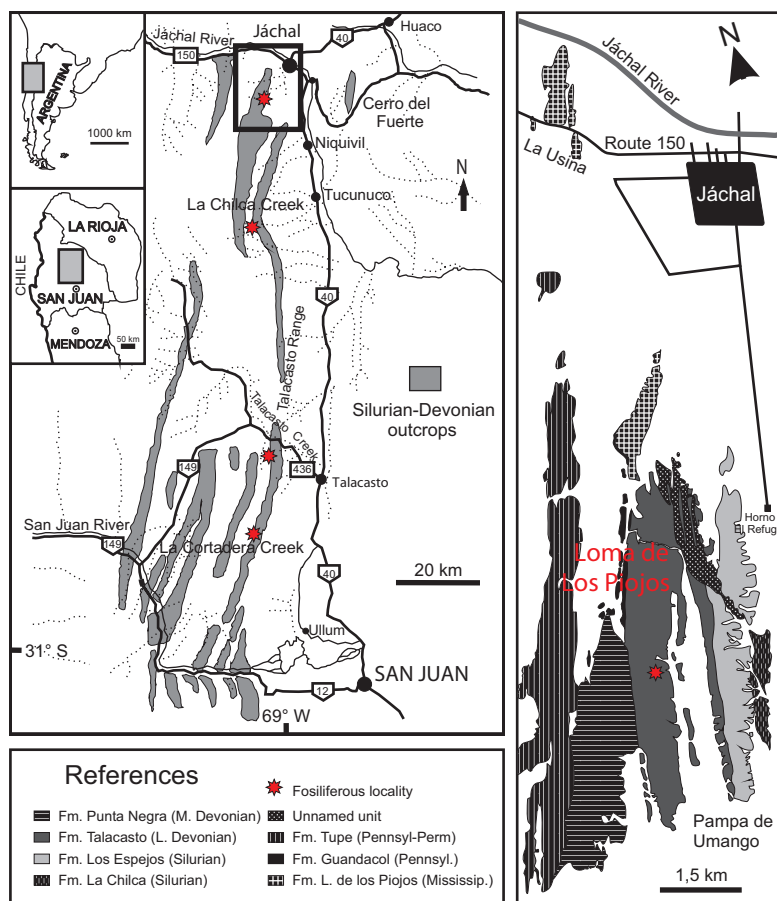 Jáchal
Huaco
Jáchal River
150
40
ARGENTINA
1000 km
Cerro del
Fuerte
Niquivil
N
Tucunuco
La Chilca Creek
LA RIOJA
CHILE
SAN JUAN
MENDOZA
50 km
40
Talacasto Range
Silurian-Devonian
outcrops
Talacasto Creek
149
436
Talacasto
San Juan River
149
La Cortadera Creek
20 km
40
Ullum
31° S
SAN JUAN
12
69° W
N
Jáchal River
Route 150
La Usina
Jáchal
Horno
El Refug
Loma de
Los Piojos
Pampa de
Umango
1,5 km
References
Fosiliferous locality
Fm. Punta Negra (M. Devonian)
Unnamed unit
Fm. Talacasto (L. Devonian)
Fm. Tupe (Pennsyl-Perm)
Fm. Los Espejos (Silurian)
Fm. Guandacol (Pennsyl.)
Fm. La Chilca (Silurian)
Fm. L. de los Piojos (Mississip.)